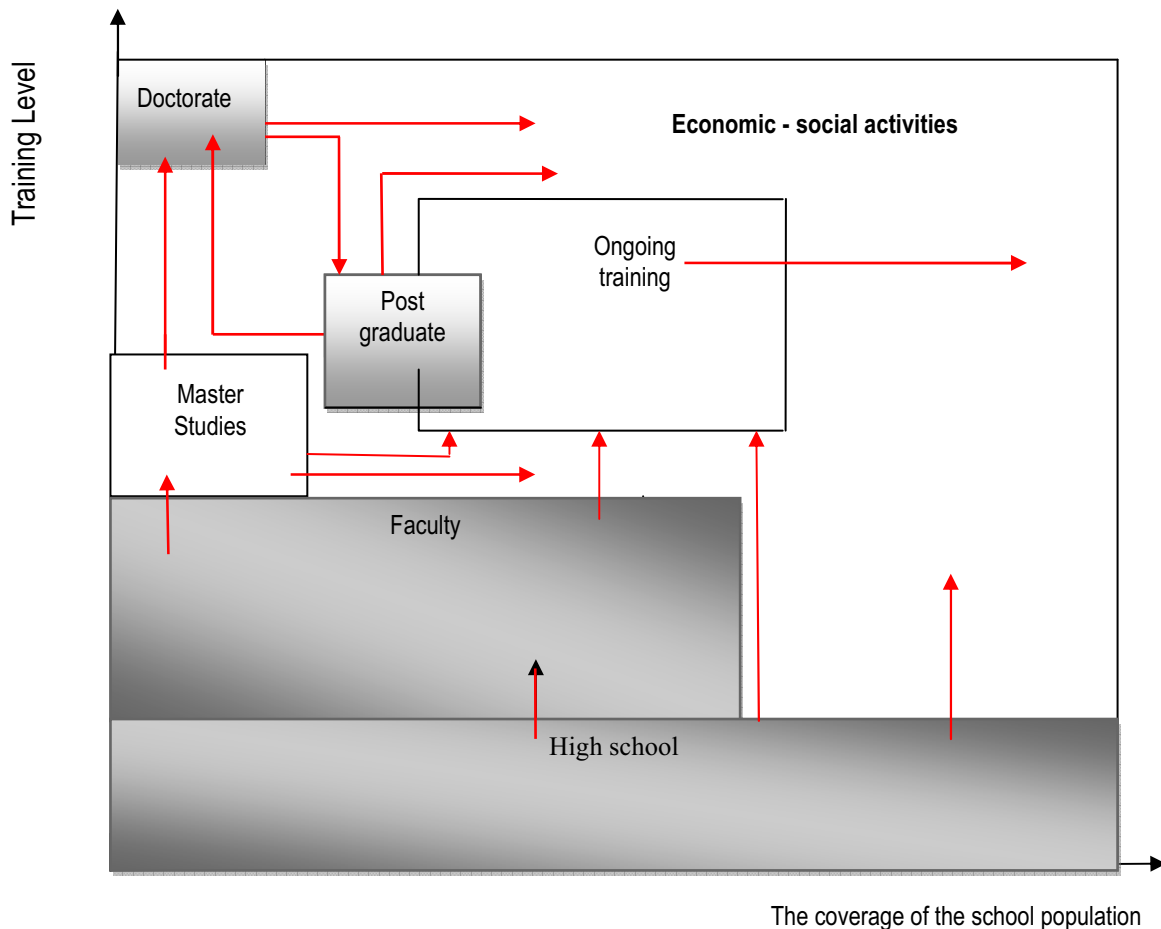 Training Level
Doctorate
Economic - social activities
Ongoing
training
Post
graduate
Master
Studies
Faculty
High school
The coverage of the school population